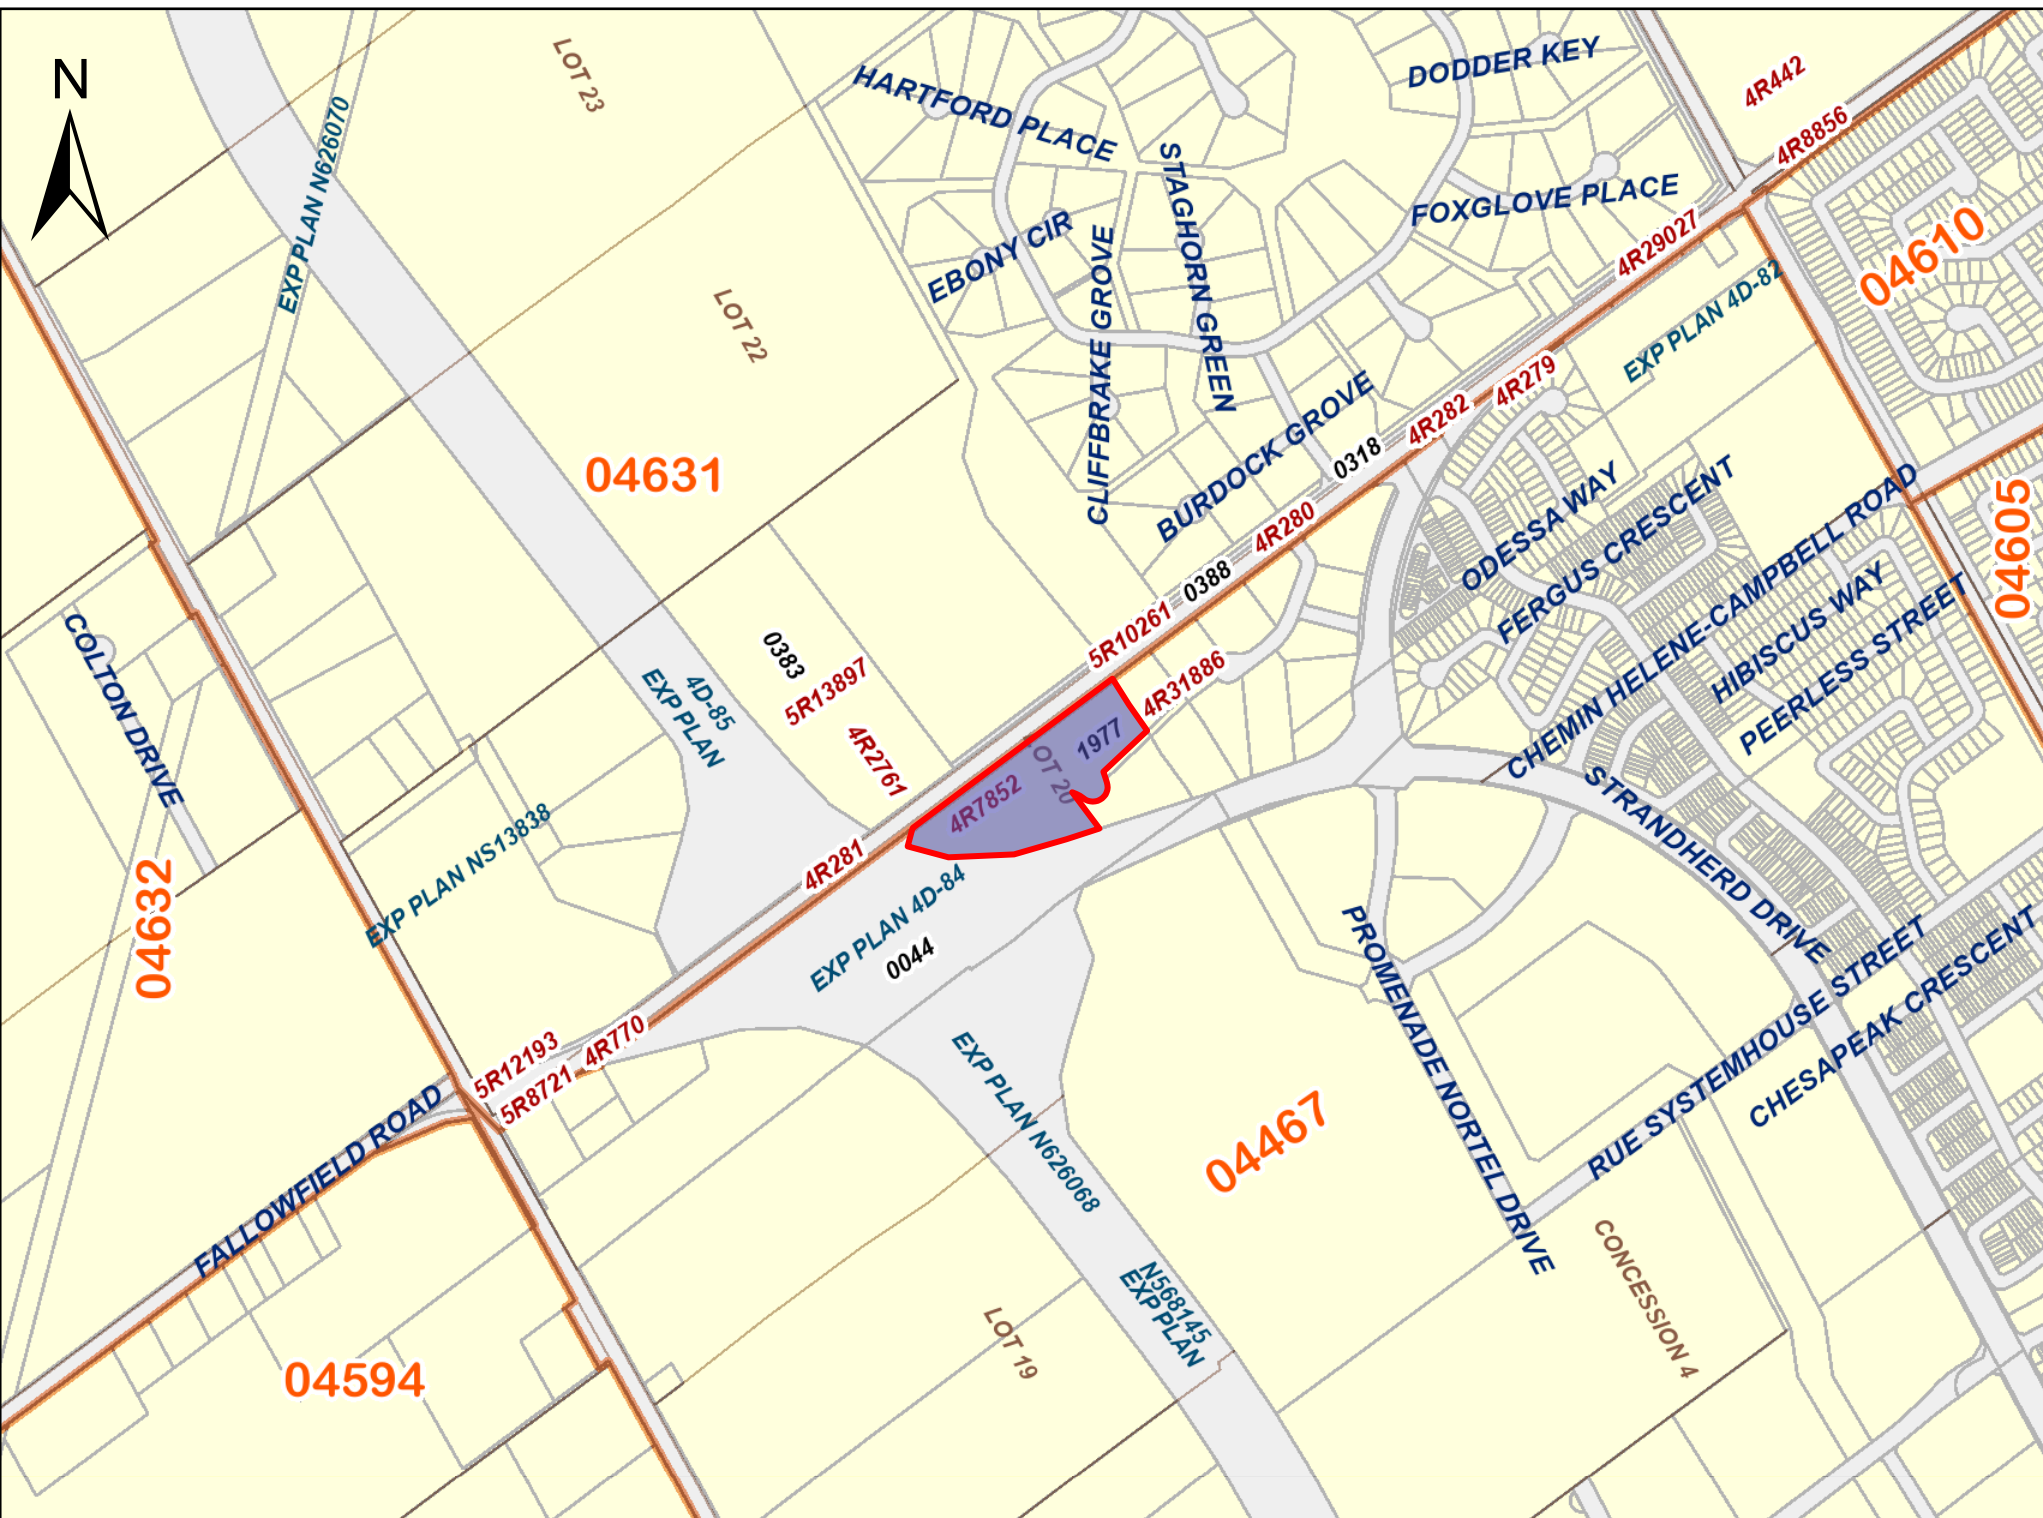 N
LOT 23
HARTFORD PLACE
DODDER KEY
4R442
4R8856
EXP PLAN N626070
STAGHORN GREEN
FOXGLOVE PLACE
4R29027
04610
EBONY CIR
CLIFFBRAKE GROVE
EXP PLAN 4D-82
LOT 22
04631
BURDOCK GROVE
0318
4R282
4R279
4R280
0388
ODESSA WAY
FERGUS CRESCENT
CHEMIN HELENE-CAMPBELL ROAD
04605
HIBISCUS WAY
PEERLESS STREET
COLTON DRIVE
0383
5R13897
4R2761
5R10261
4R31886
4D-85
EXP PLAN
1977
LOT 20
4R7852
4R281
EXP PLAN NS13838
STRANDHERD DRIVE
04632
EXP PLAN 4D-84
0044
PROMENADE NORTEL DRIVE
RUE SYSTEMHOUSE STREET
CHESAPEAK CRESCENT
5R12193
4R770
5R8721
FALLOWFIELD ROAD
EXP PLAN N626068
04467
N568145
EXP PLAN
LOT 19
CONCESSION 4
04594